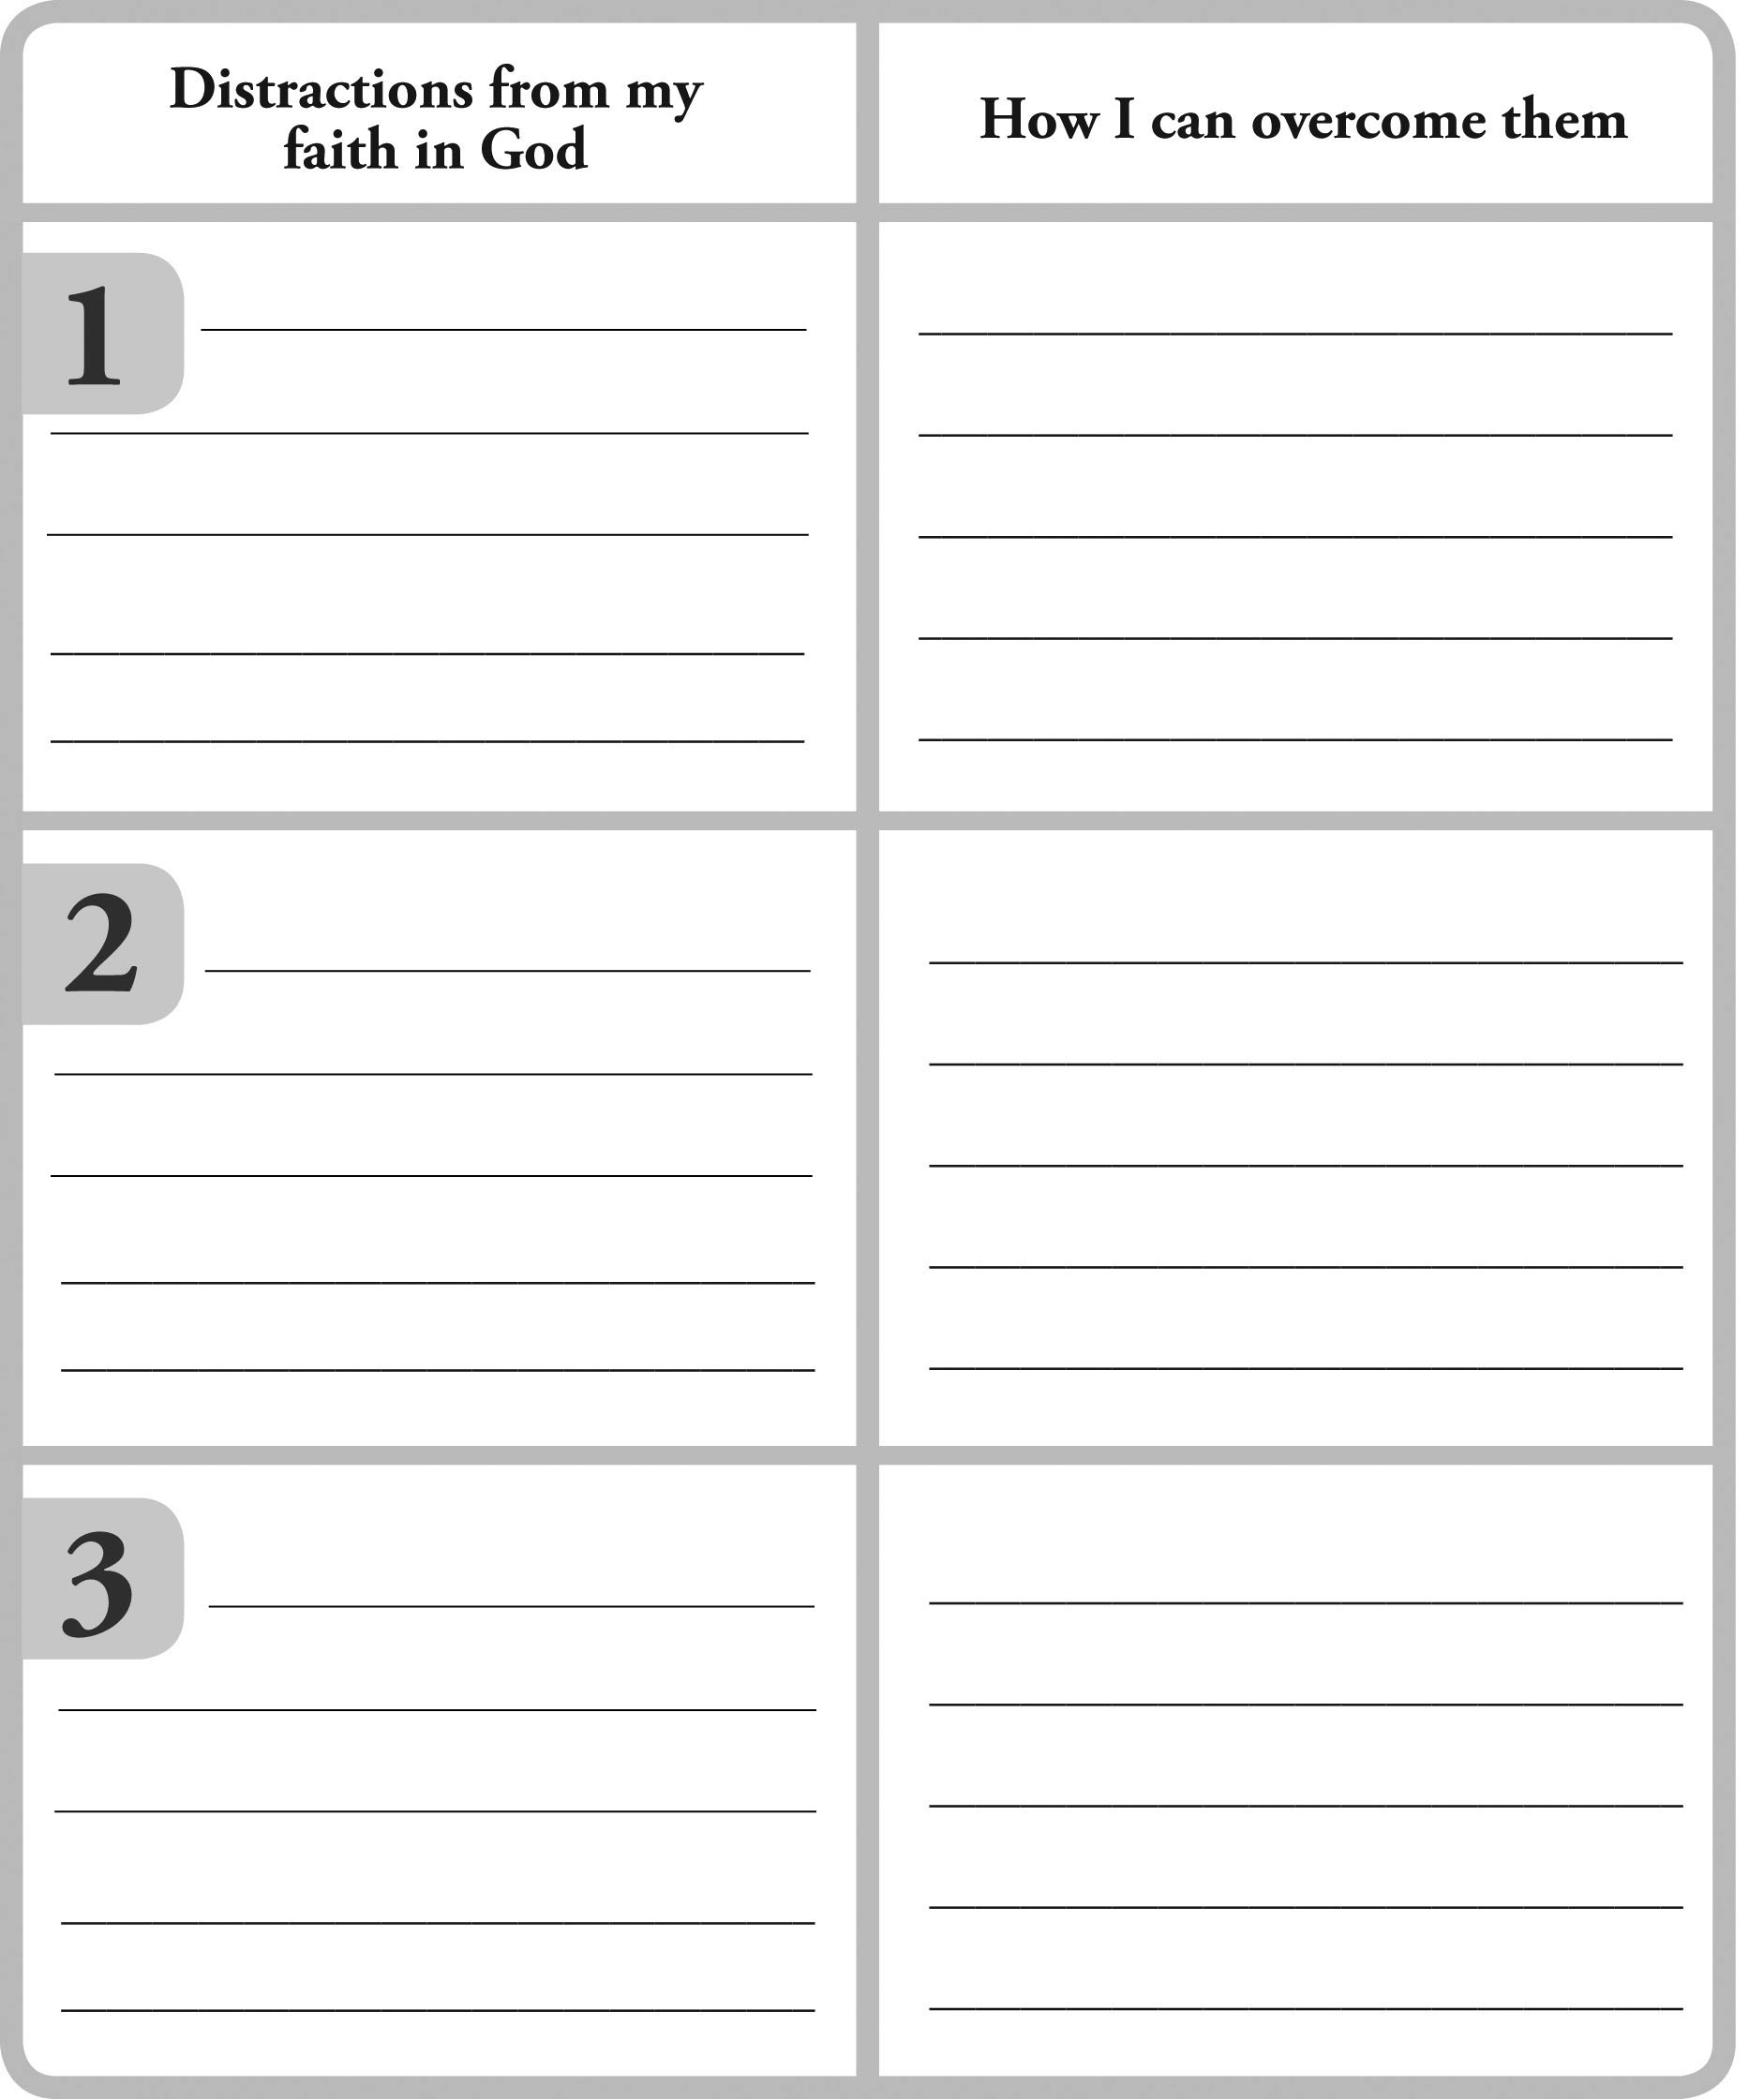 Distractions from my
faith in God
How I can overcome them
1
2
3